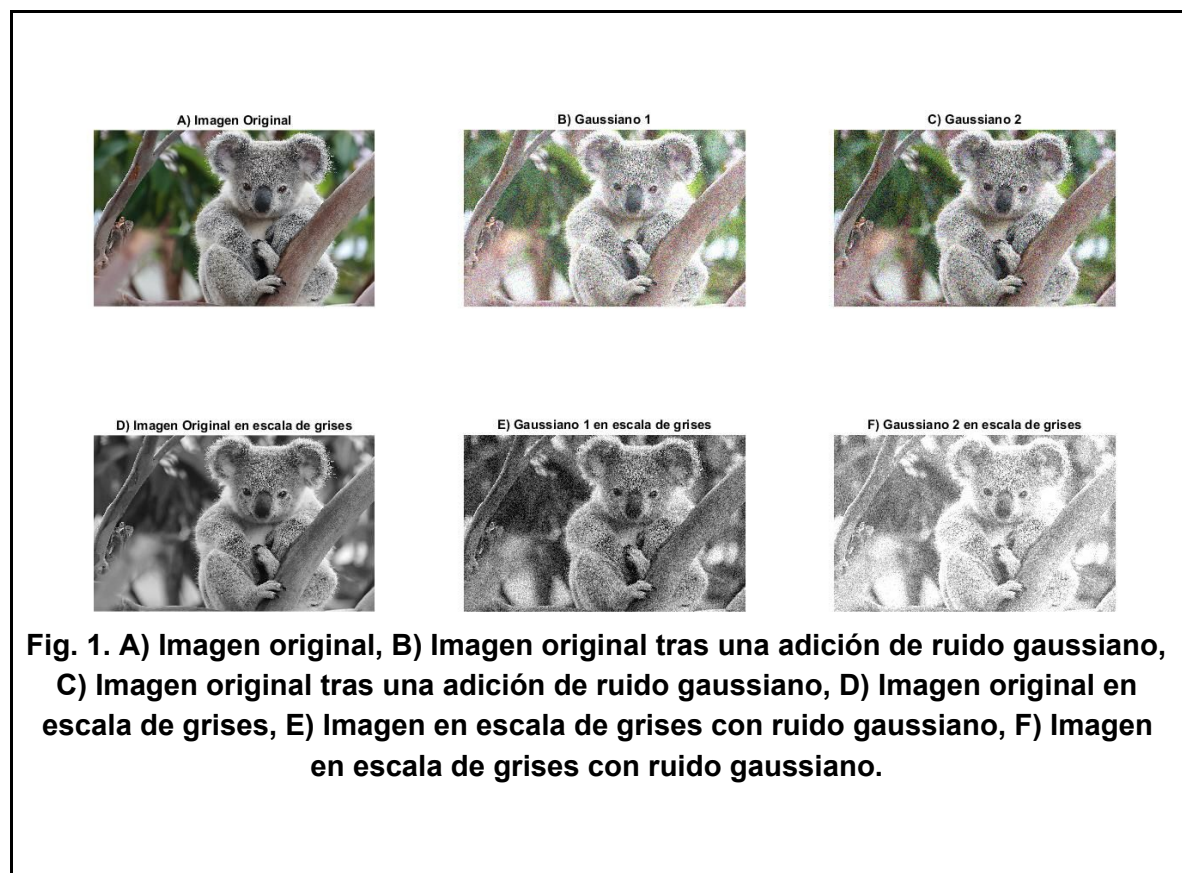 A) Imagen Original
B) Gaussiano 1
C) Gaussiano 2
D) Imagen Original en escala de grises
E) Gaussiano 1 en escala de grises
F) Gaussiano 2 en escala de grises
Fig. 1. A) Imagen original, B) Imagen original tras una adición de ruido gaussiano,
C) Imagen original tras una adición de ruido gaussiano, D) Imagen original en
escala de grises, E) Imagen en escala de grises con ruido gaussiano, F) Imagen
en escala de grises con ruido gaussiano.